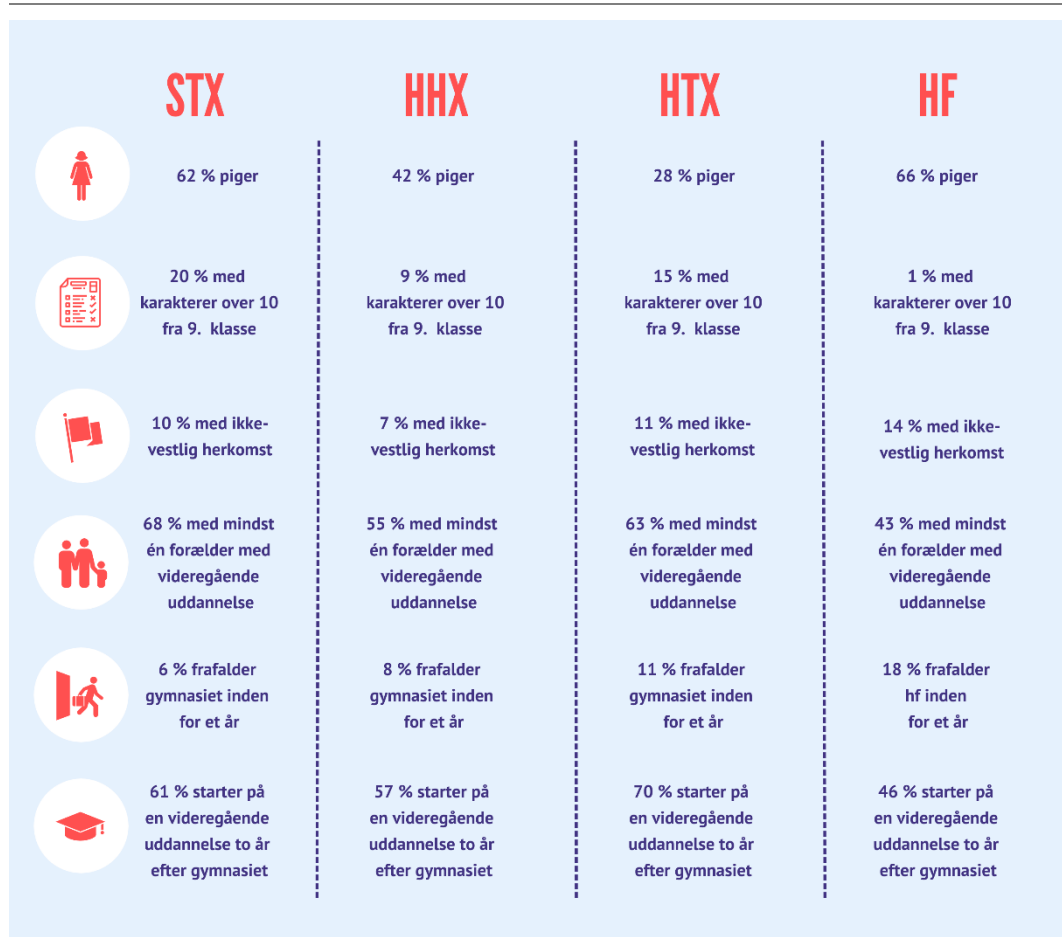 STX
HHX
HTX
HF
62 % piger
42 % piger
28 % piger
66 % piger
20 % med
karakterer over 10
fra 9. klasse
9 % med
karakterer over 10
fra 9. klasse
15 % med
karakterer over 10
fra 9. klasse
1 % med
karakterer over 10
fra 9. klasse
10 % med ikke-
vestlig herkomst
7 % med ikke-
vestlig herkomst
11 % med ikke-
vestlig herkomst
14 % med ikke-
vestlig herkomst
68 % med mindst
én forælder med
videregående
uddannelse
55 % med mindst
én forælder med
videregående
uddannelse
63 % med mindst
én forælder med
videregående
uddannelse
43 % med mindst
én forælder med
videregående
uddannelse
6 % frafalder
gymnasiet inden
for et år
8 % frafalder
gymnasiet inden
for et år
11 % frafalder
gymnasiet inden
for et år
18 % frafalder
hf inden
for et år
61 % starter på
en videregående
uddannelse to år
efter gymnasiet
57 % starter på
en videregående
uddannelse to år
efter gymnasiet
70 % starter på
en videregående
uddannelse to år
efter gymnasiet
46 % starter på
en videregående
uddannelse to år
efter gymnasiet